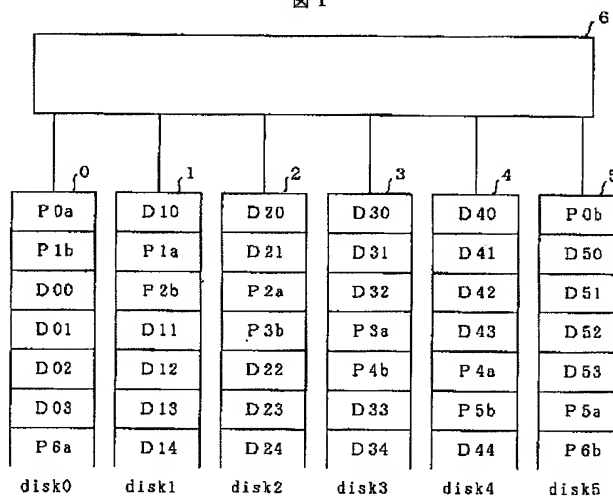 図1
6
0 1 2 3 4 5
P0a D10 D20 D30 D40 P0b
P1b P1a D21 D31 D41 D50
D00 P2b P2a D32 D42 D51
D01 D11 P3b P3a D43 D52
D02 D12 D22 P4b P4a D53
D03 D13 D23 D33 P5b P5a
P6a D14 D24 D34 D44 P6b
disk0 disk1 disk2 disk3 disk4 disk5